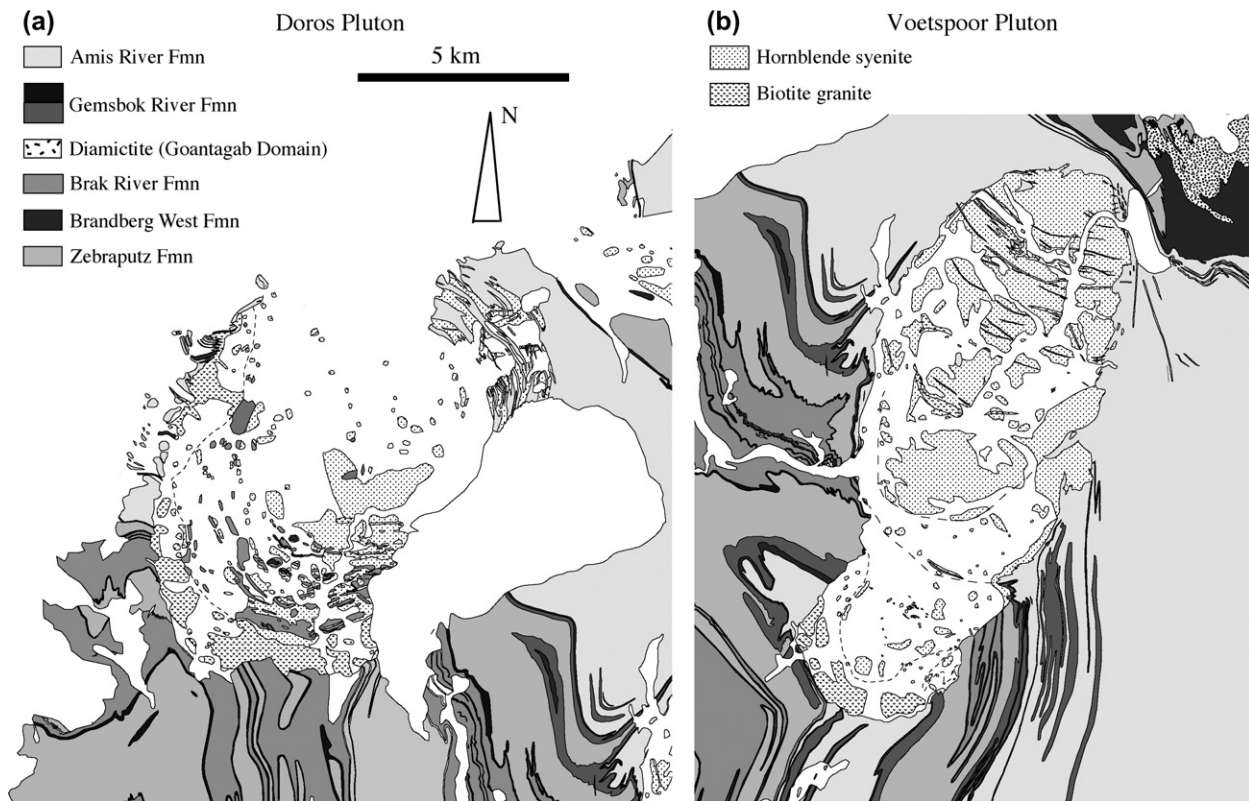 (a) Doros Pluton
Amis River Fmn
Gemsbok River Fmn
Diamictite (Goantagab Domain)
Brak River Fmn
Brandberg West Fmn
Zebraputz Fmn
5 km
N
(b) Voetspoor Pluton
Hornblende syenite
Biotite granite